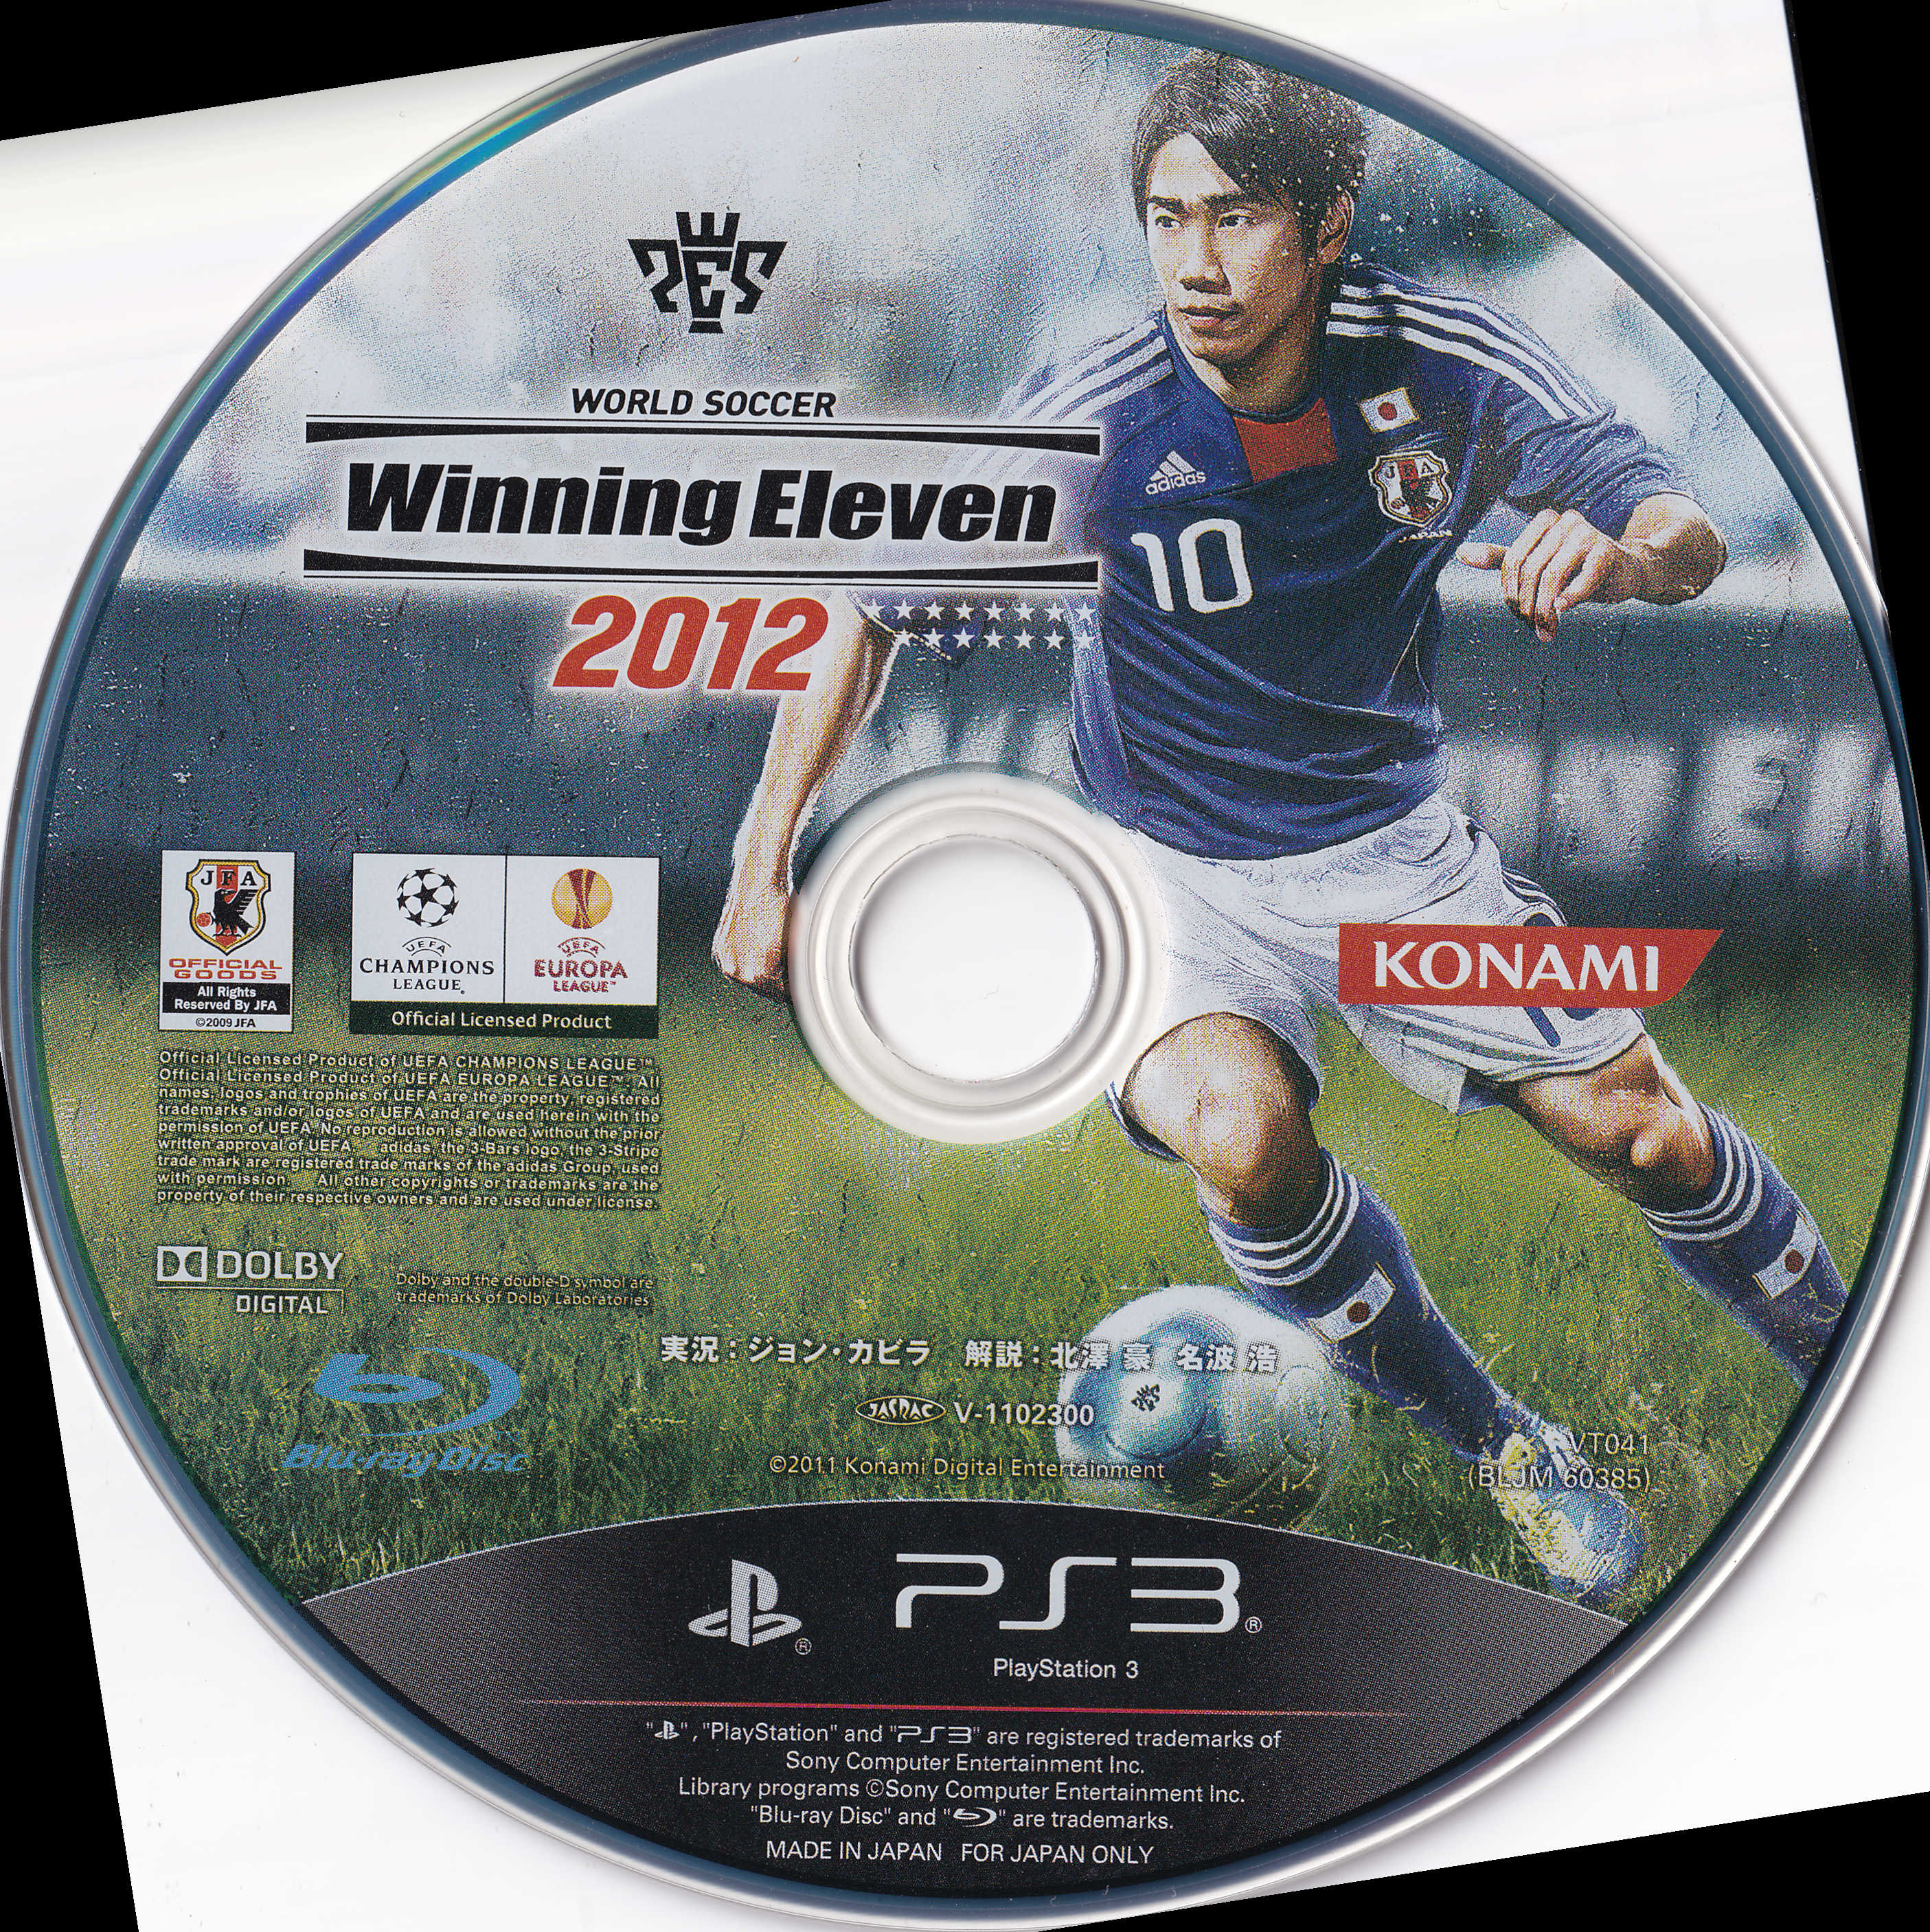 WE
PES
WORLD SOCCER
Winning Eleven
2012
adidas
10
JFA
JAPAN
JFA
OFFICIAL
GOODS
All Rights
Reserved By JFA
©2009 JFA
UEFA
CHAMPIONS
LEAGUE®
UEFA
EUROPA
LEAGUE™
Official Licensed Product
KONAMI
Official Licensed Product of UEFA CHAMPIONS LEAGUE™.
Official Licensed Product of UEFA EUROPA LEAGUE™. All
names, logos and trophies of UEFA are the property, registered
trademarks and/or logos of UEFA and are used herein with the
permission of UEFA. No reproduction is allowed without the prior
written approval of UEFA. adidas, the 3-Bars logo, the 3-Stripe
trade mark are registered trade marks of the adidas Group, used
with permission. All other copyrights or trademarks are the
property of their respective owners and are used under license.
DOLBY
DIGITAL
Dolby and the double-D symbol are
trademarks of Dolby Laboratories
実況：ジョン・カビラ 解説：北澤 豪 名波 浩
JASRAC V-1102300
©2011 Konami Digital Entertainment
Blu-ray Disc™
VT041
(BLJM 60385)
PS3®
PlayStation 3
"PS", "PlayStation" and "PS3" are registered trademarks of
Sony Computer Entertainment Inc.
Library programs ©Sony Computer Entertainment Inc.
"Blu-ray Disc" and "" are trademarks.
MADE IN JAPAN FOR JAPAN ONLY